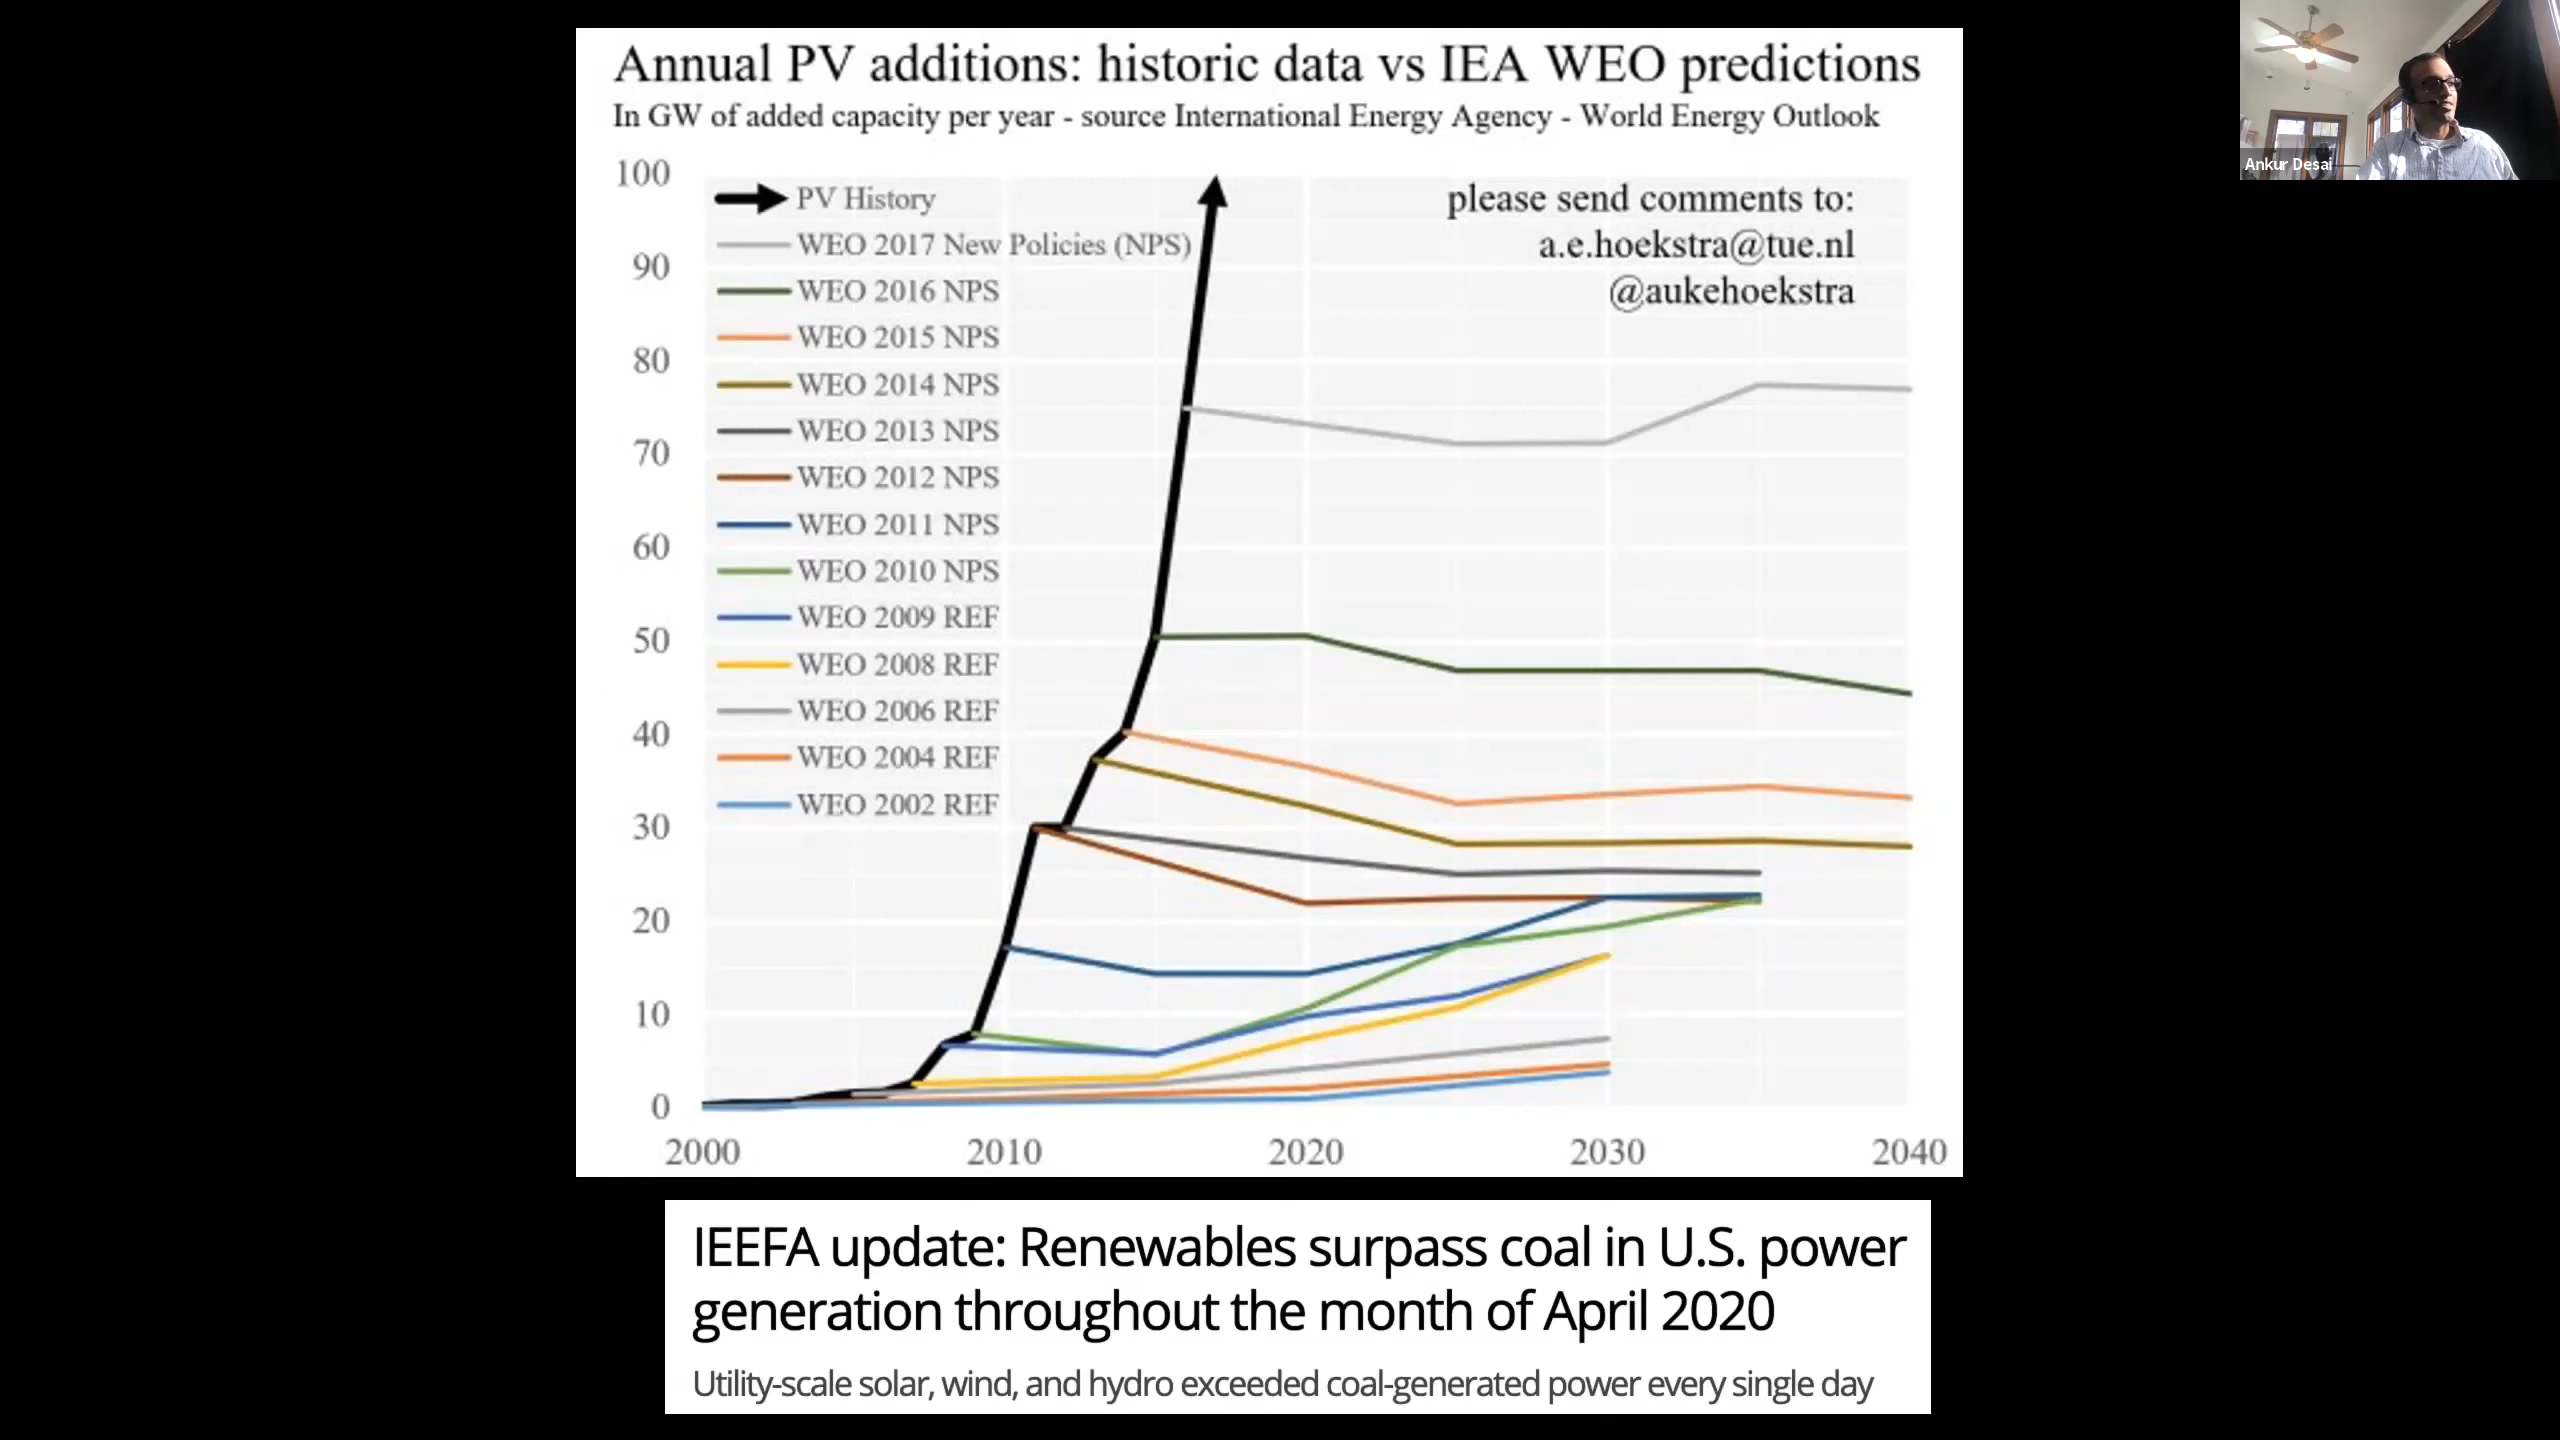 Annual PV additions: historic data vs IEA WEO predictions
In GW of added capacity per year - source International Energy Agency - World Energy Outlook
100
90
80
70
60
50
40
30
20
10
0
PV History
WEO 2017 New Policies (NPS)
WEO 2016 NPS
WEO 2015 NPS
WEO 2014 NPS
WEO 2013 NPS
WEO 2012 NPS
WEO 2011 NPS
WEO 2010 NPS
WEO 2009 REF
WEO 2008 REF
WEO 2006 REF
WEO 2004 REF
WEO 2002 REF
please send comments to:
a.e.hoekstra@tue.nl
@aukehoekstra
2000 2010 2020 2030 2040
IEEFA update: Renewables surpass coal in U.S. power
generation throughout the month of April 2020
Utility-scale solar, wind, and hydro exceeded coal-generated power every single day
Ankur Desai